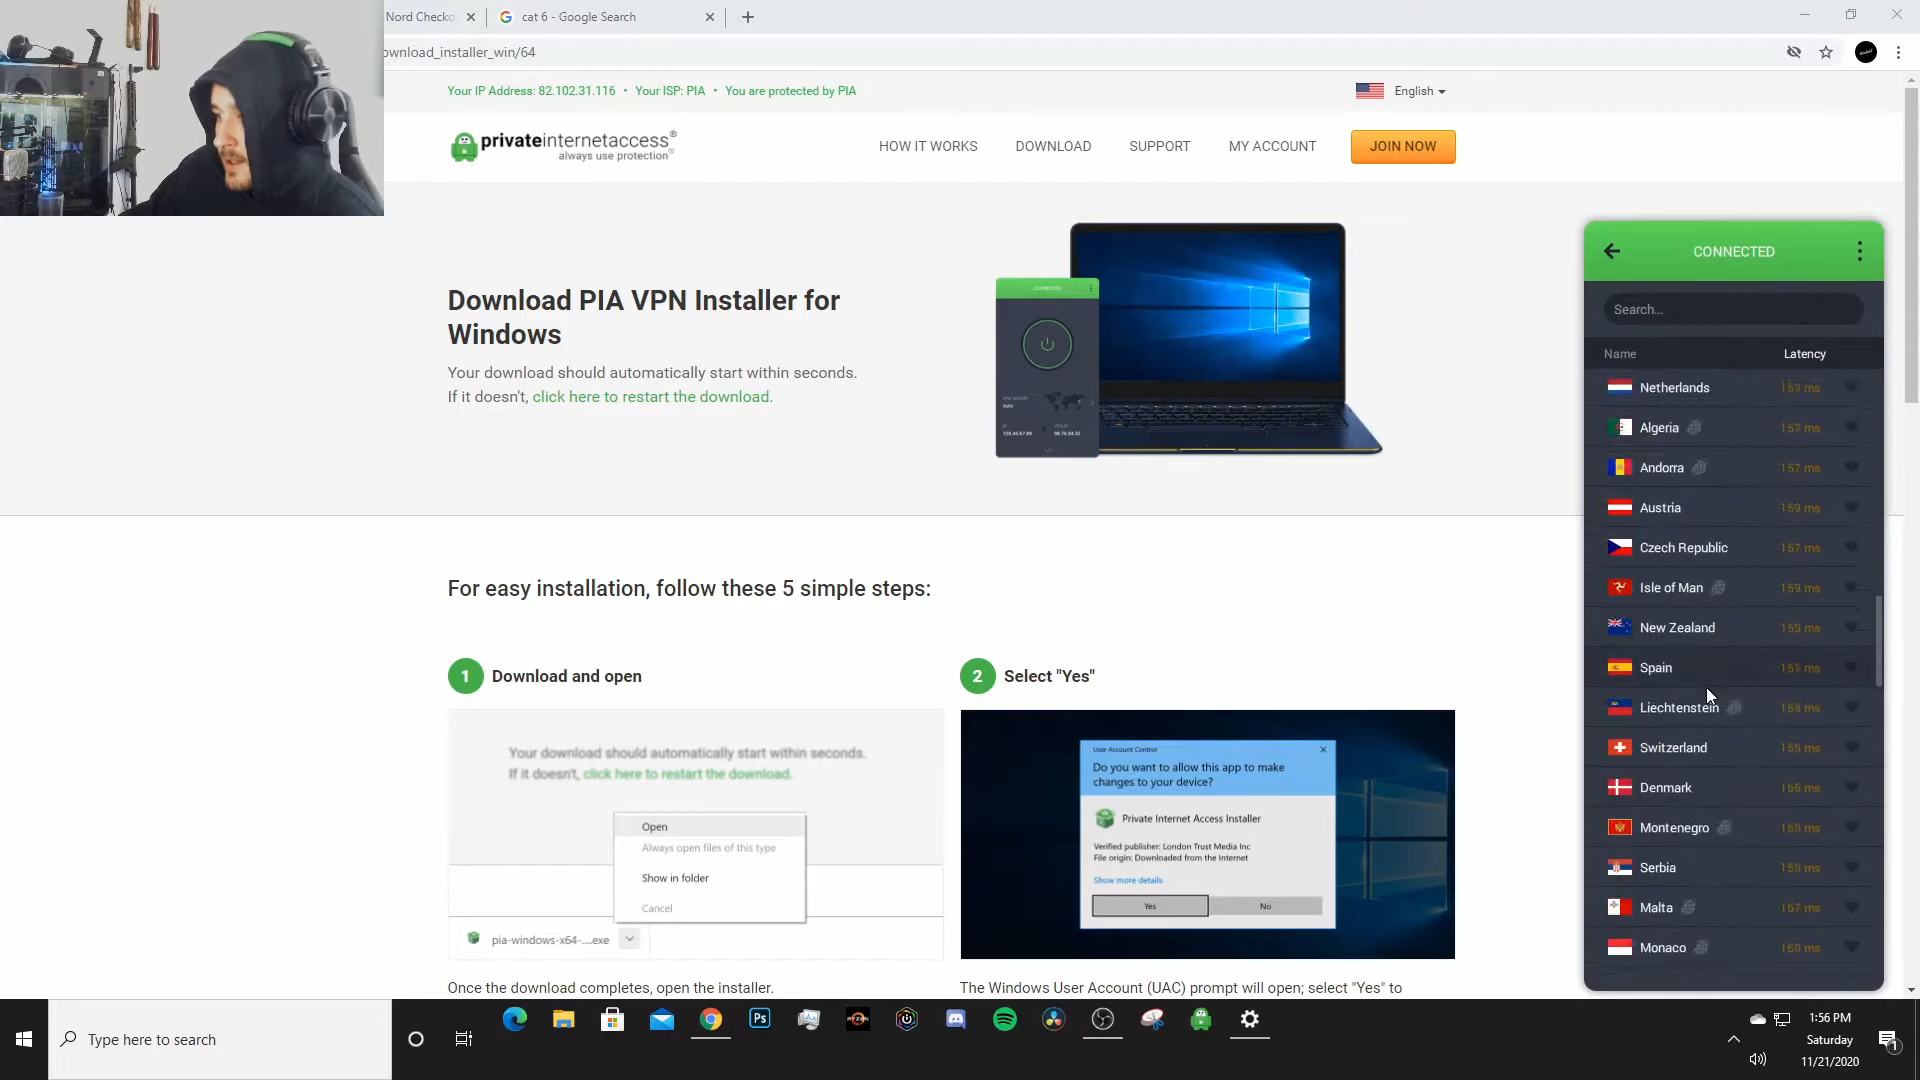 Nord Checko
cat 6 - Google Search
ownload_installer_win/64
Your IP Address: 82.102.31.116 • Your ISP: PIA • You are protected by PIA
English
privateinternetaccess®
always use protection
HOW IT WORKS
DOWNLOAD
SUPPORT
MY ACCOUNT
JOIN NOW
Download PIA VPN Installer for
Windows
Your download should automatically start within seconds.
If it doesn't, click here to restart the download.
CONNECTED
Search...
Name
Latency
Netherlands
Algeria
Andorra
Austria
Czech Republic
Isle of Man
New Zealand
Spain
Liechtenstein
Switzerland
Denmark
Montenegro
Serbia
Malta
Monaco
For easy installation, follow these 5 simple steps:
1 Download and open
Your download should automatically start within seconds.
If it doesn't, click here to restart the download.
Open
Always open files of this type
Show in folder
Cancel
pia-windows-x64-....exe
Once the download completes, open the installer.
2 Select "Yes"
User Account Control
Do you want to allow this app to make
changes to your device?
Private Internet Access Installer
Verified publisher: London Trust Media Inc
File origin: Downloaded from the Internet
Show more details
Yes
No
The Windows User Account (UAC) prompt will open; select "Yes" to
Type here to search
Ps
RYZEN
1:56 PM
Saturday
11/21/2020
1